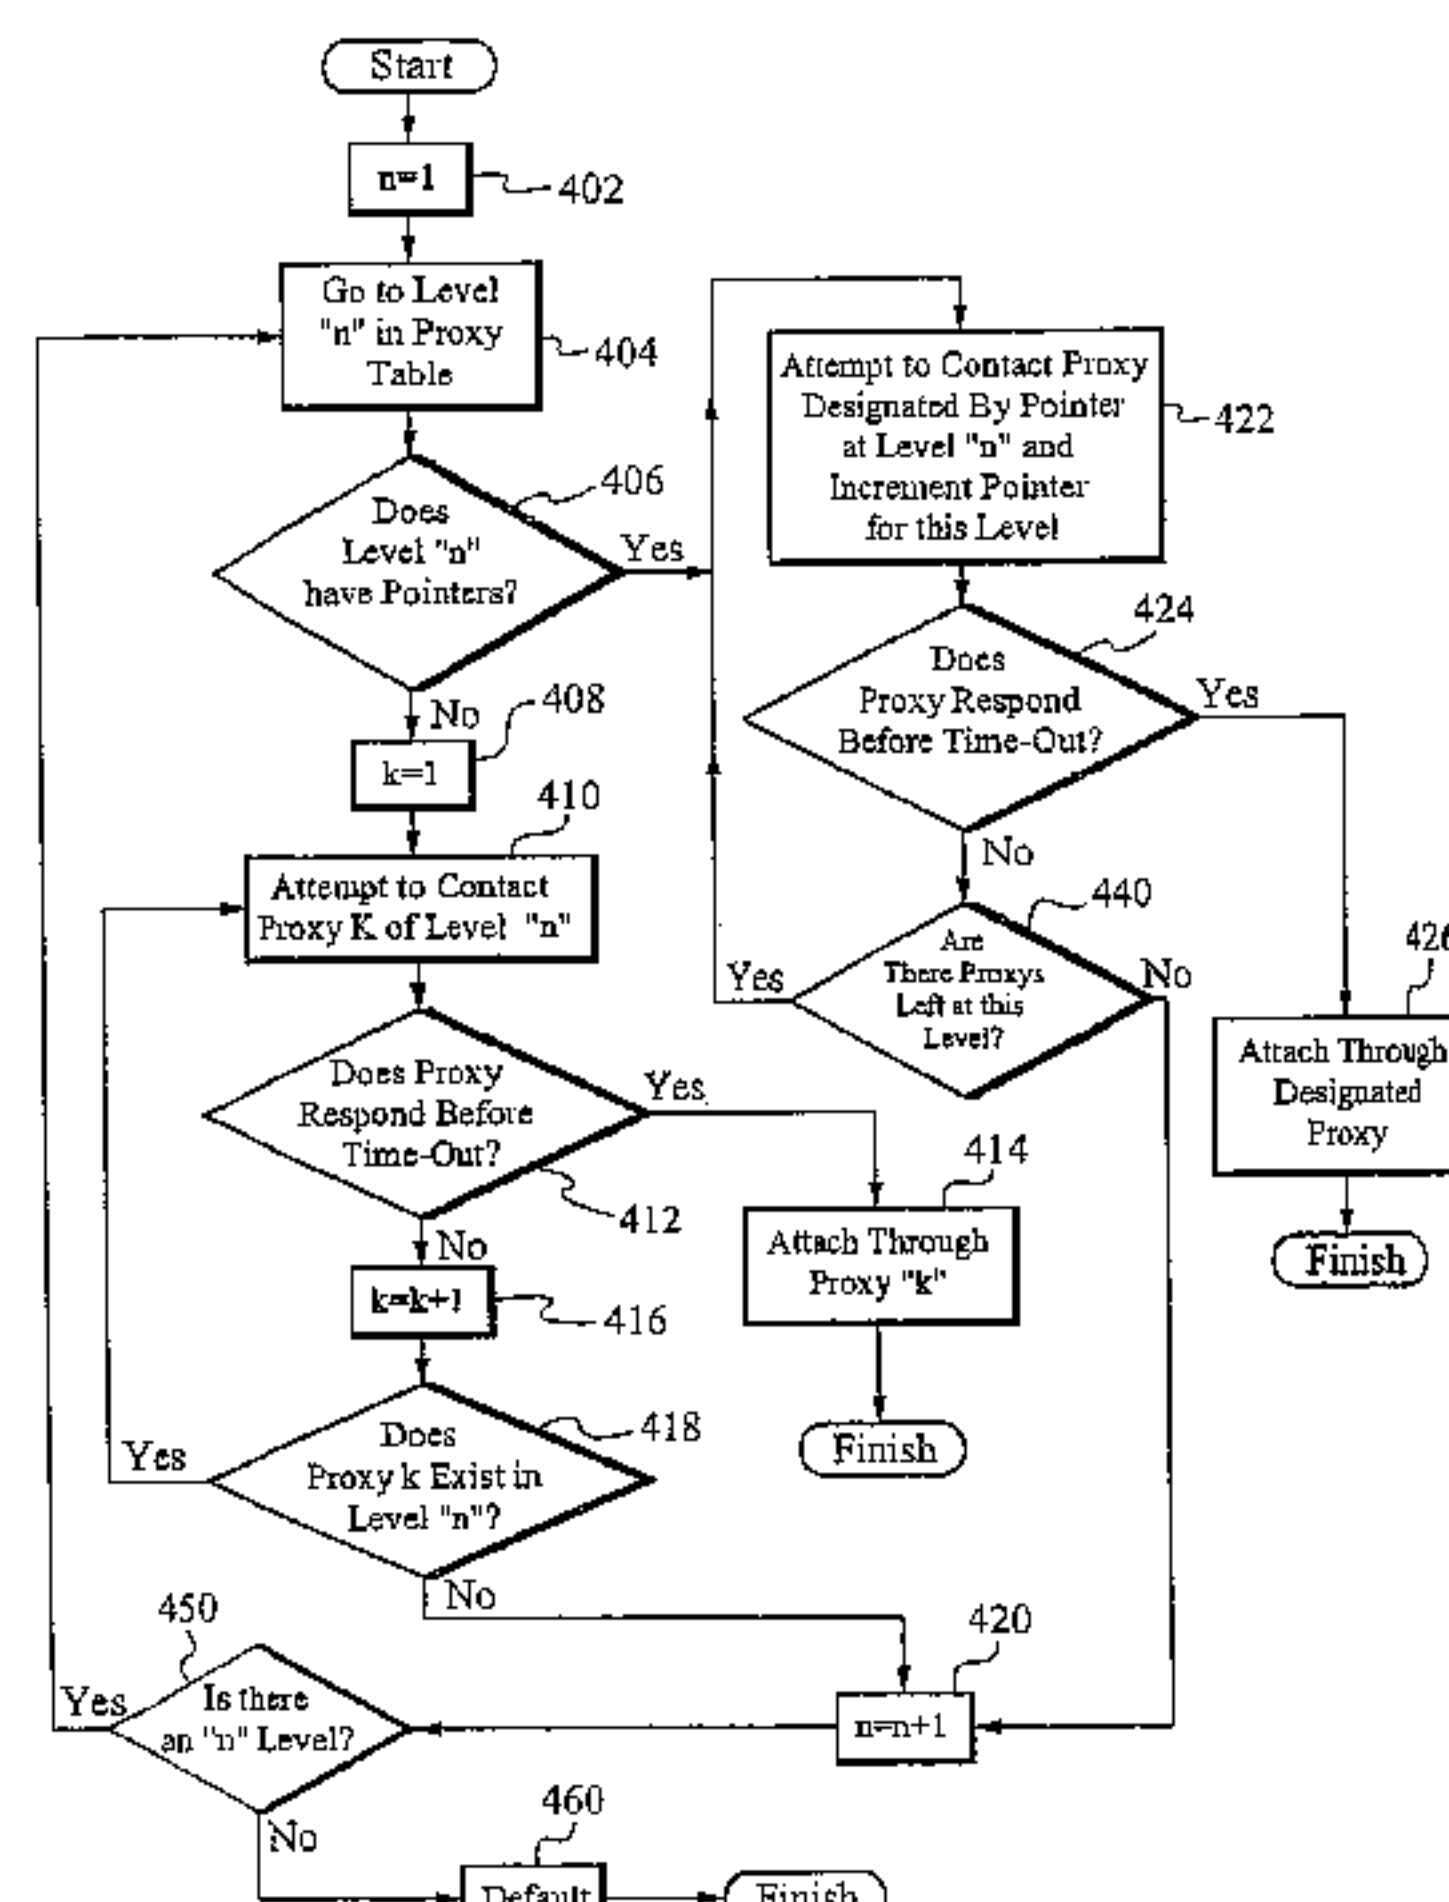 Start
n=1
402
Go to Level
"n" in Proxy
Table
404
Does
Level "n"
have Pointers?
406
Yes
No
k=1
408
410
Attempt to Contact
Proxy K of Level "n"
Does Proxy
Respond Before
Time-Out?
Yes
412
No
k=k+1
416
414
Attach Through
Proxy "k"
Finish
Does
Proxy k Exist in
Level "n"?
418
Yes
No
Attempt to Contact Proxy
Designated By Pointer
at Level "n" and
Increment Pointer
for this Level
422
424
Does
Proxy Respond
Before Time-Out?
Yes
No
440
Are
There Proxys
Left at this
Level?
Yes
No
426
Attach Through
Designated
Proxy
Finish
420
n=n+1
450
Is there
an "n" Level?
Yes
No
460
Default
Finish